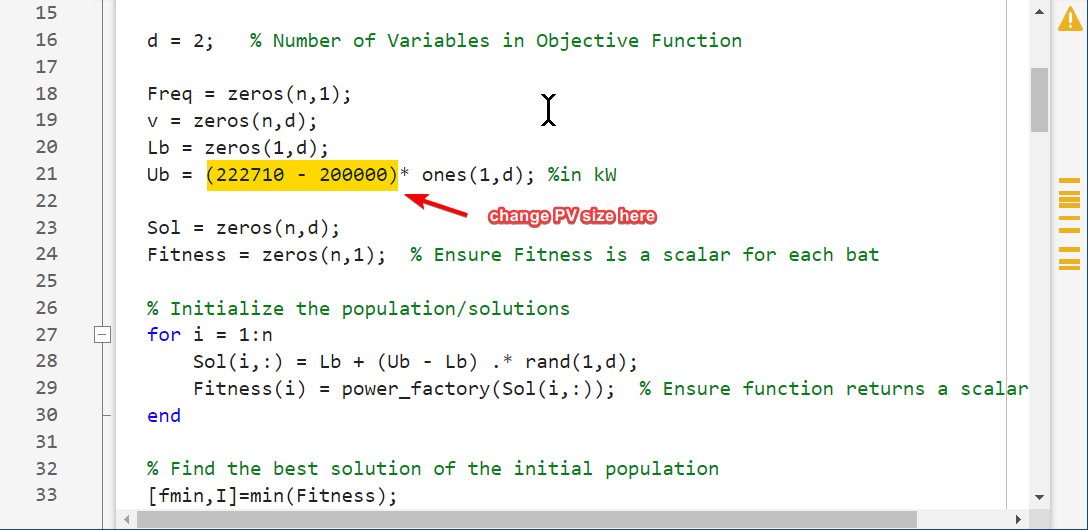 15
16 d = 2; % Number of Variables in Objective Function
17
18 Freq = zeros(n,1);
19 v = zeros(n,d);
20 Lb = zeros(1,d);
21 Ub = (222710 - 200000)* ones(1,d); %in kW
22
change PV size here
23 Sol = zeros(n,d);
24 Fitness = zeros(n,1); % Ensure Fitness is a scalar for each bat
25
26 % Initialize the population/solutions
27 for i = 1:n
28 Sol(i,:) = Lb + (Ub - Lb) .* rand(1,d);
29 Fitness(i) = power_factory(Sol(i,:)); % Ensure function returns a scalar
30 end
31
32 % Find the best solution of the initial population
33 [fmin,I]=min(Fitness);